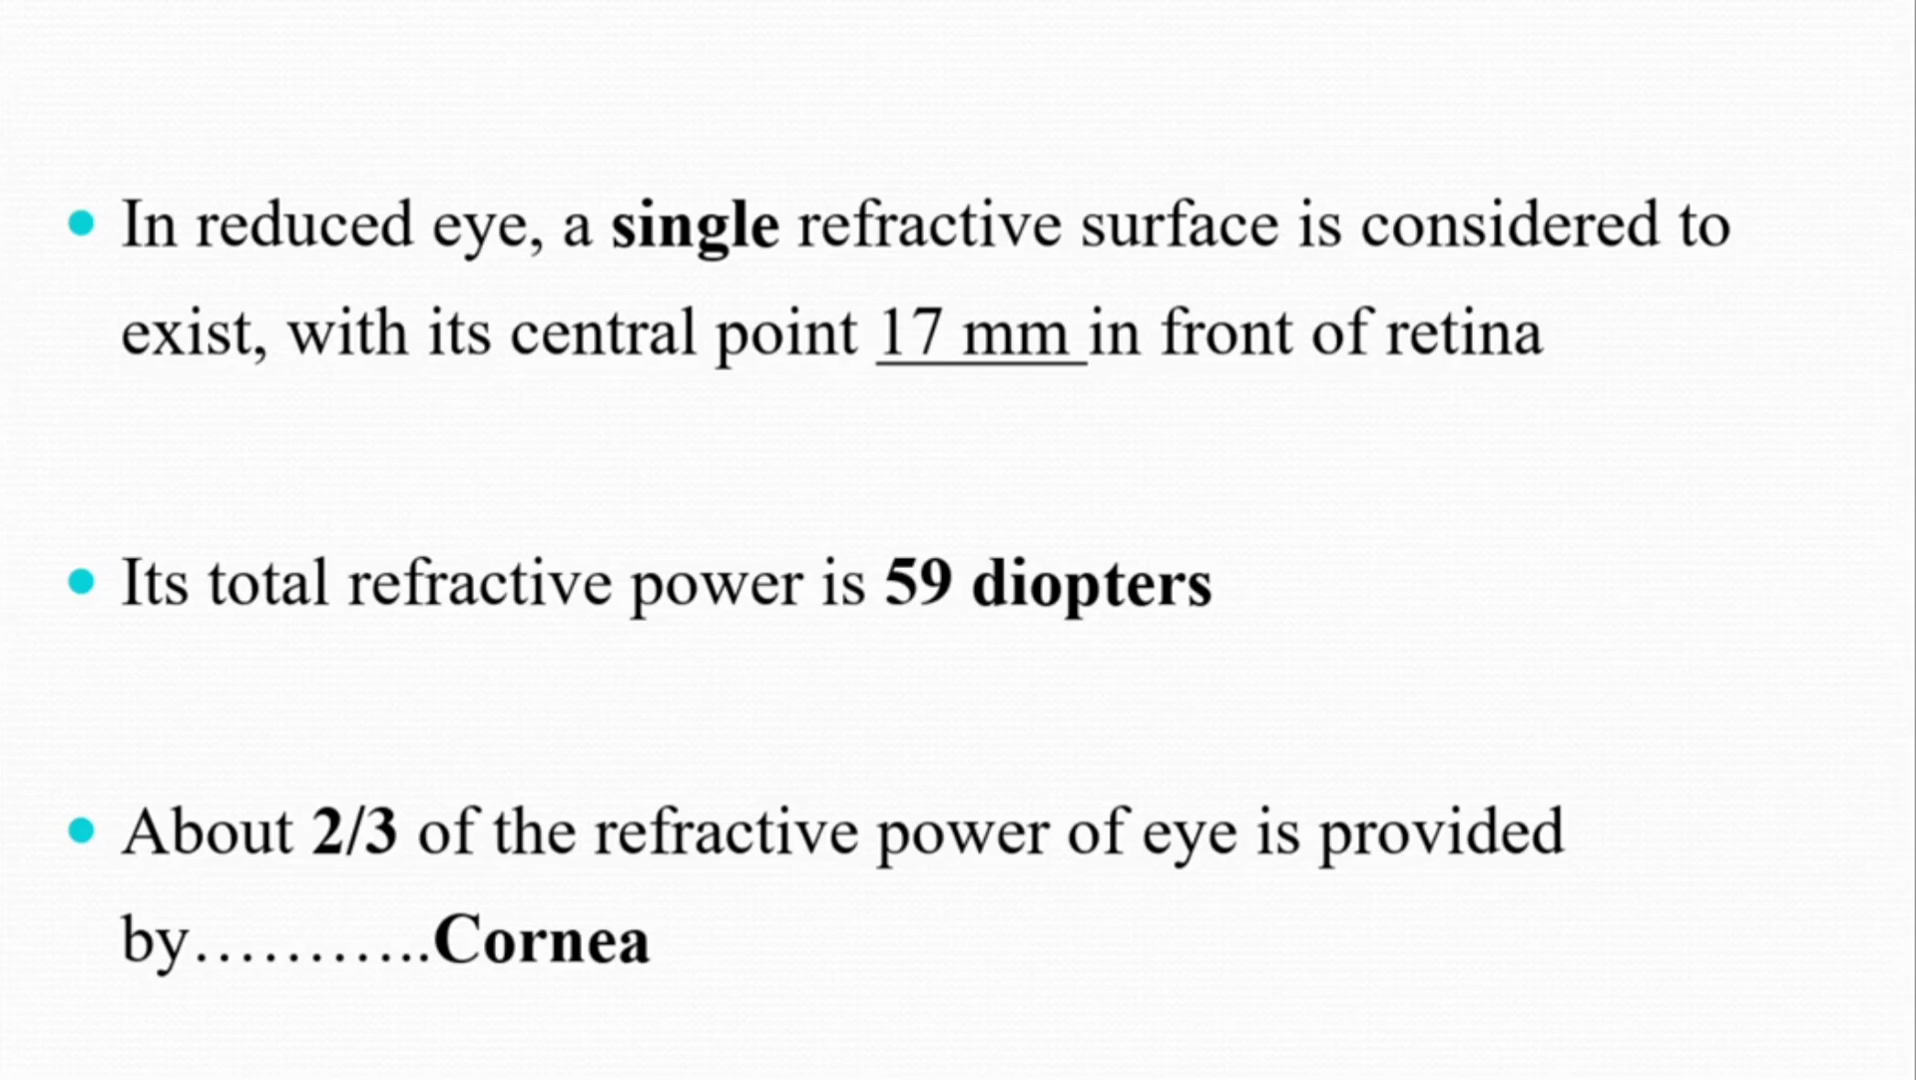 • In reduced eye, a single refractive surface is considered to
exist, with its central point 17 mm in front of retina
• Its total refractive power is 59 diopters
• About 2/3 of the refractive power of eye is provided
by………..Cornea